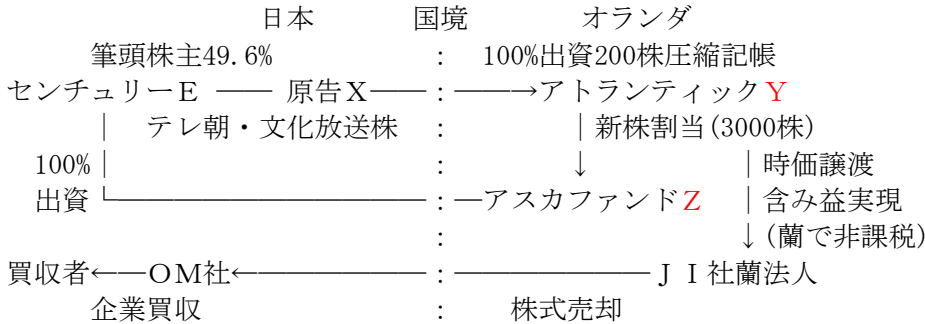 日本 国境 オランダ
筆頭株主49.6% : 100%出資200株圧縮記帳
センチュリーE ―― 原告X――:―――→アトランティックY
| テレ朝・文化放送株 : |新株割当(3000株)
100%| : ↓ |時価譲渡
出資└―――――――――――:―アスカファンドZ |含み益実現
: ↓(蘭で非課税)
買収者←―OM社←―――――――:―――――――JI社蘭法人
企業買収 : 株式売却